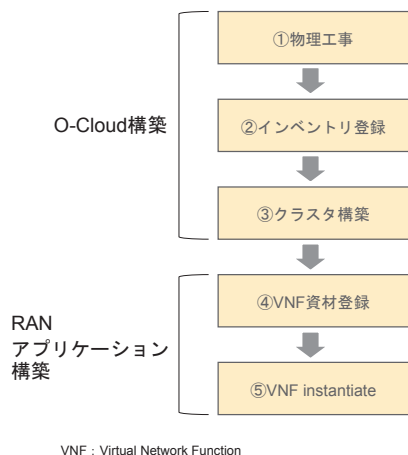 ①物理工事
O-Cloud構築
②インベントリ登録
③クラスタ構築
④VNF資材登録
RAN
アプリケーション
構築
⑤VNF instantiate
VNF：Virtual Network Function